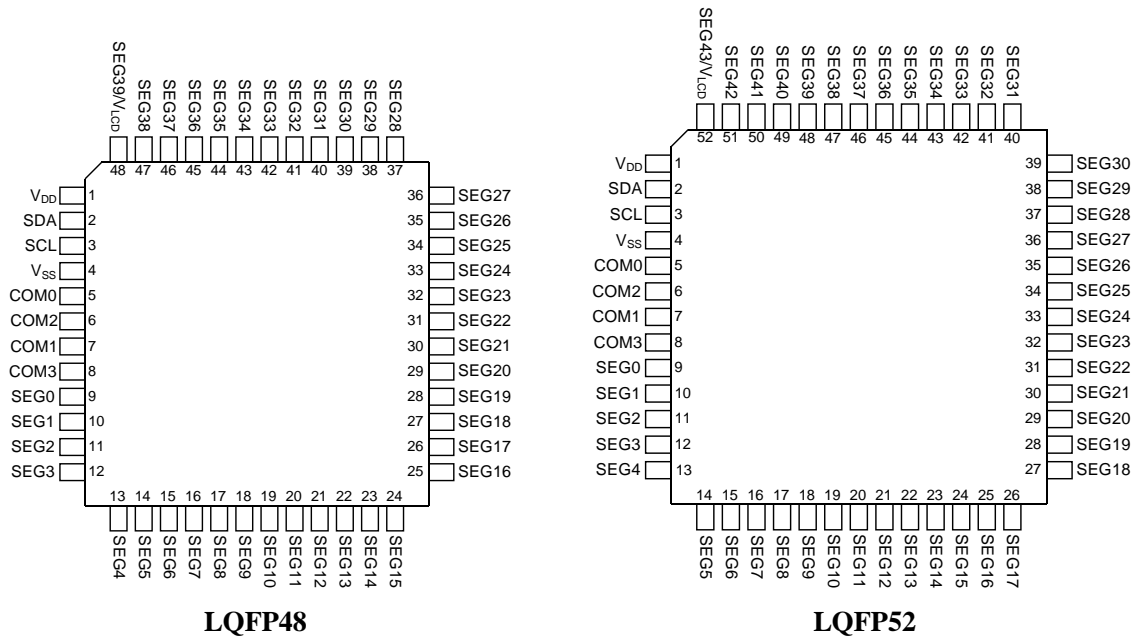 SEG39/VLCD
SEG38
SEG37
SEG36
SEG35
SEG34
SEG33
SEG32
SEG31
SEG30
SEG29
SEG28
48 47 46 45 44 43 42 41 40 39 38 37
VDD 1
SDA 2
SCL 3
VSS 4
COM0 5
COM2 6
COM1 7
COM3 8
SEG0 9
SEG1 10
SEG2 11
SEG3 12
36 SEG27
35 SEG26
34 SEG25
33 SEG24
32 SEG23
31 SEG22
30 SEG21
29 SEG20
28 SEG19
27 SEG18
26 SEG17
25 SEG16
13 14 15 16 17 18 19 20 21 22 23 24
SEG4
SEG5
SEG6
SEG7
SEG8
SEG9
SEG10
SEG11
SEG12
SEG13
SEG14
SEG15
LQFP48
SEG43/VLCD
SEG42
SEG41
SEG40
SEG39
SEG38
SEG37
SEG36
SEG35
SEG34
SEG33
SEG32
SEG31
52 51 50 49 48 47 46 45 44 43 42 41 40
VDD 1
SDA 2
SCL 3
VSS 4
COM0 5
COM2 6
COM1 7
COM3 8
SEG0 9
SEG1 10
SEG2 11
SEG3 12
SEG4 13
39 SEG30
38 SEG29
37 SEG28
36 SEG27
35 SEG26
34 SEG25
33 SEG24
32 SEG23
31 SEG22
30 SEG21
29 SEG20
28 SEG19
27 SEG18
14 15 16 17 18 19 20 21 22 23 24 25 26
SEG5
SEG6
SEG7
SEG8
SEG9
SEG10
SEG11
SEG12
SEG13
SEG14
SEG15
SEG16
SEG17
LQFP52